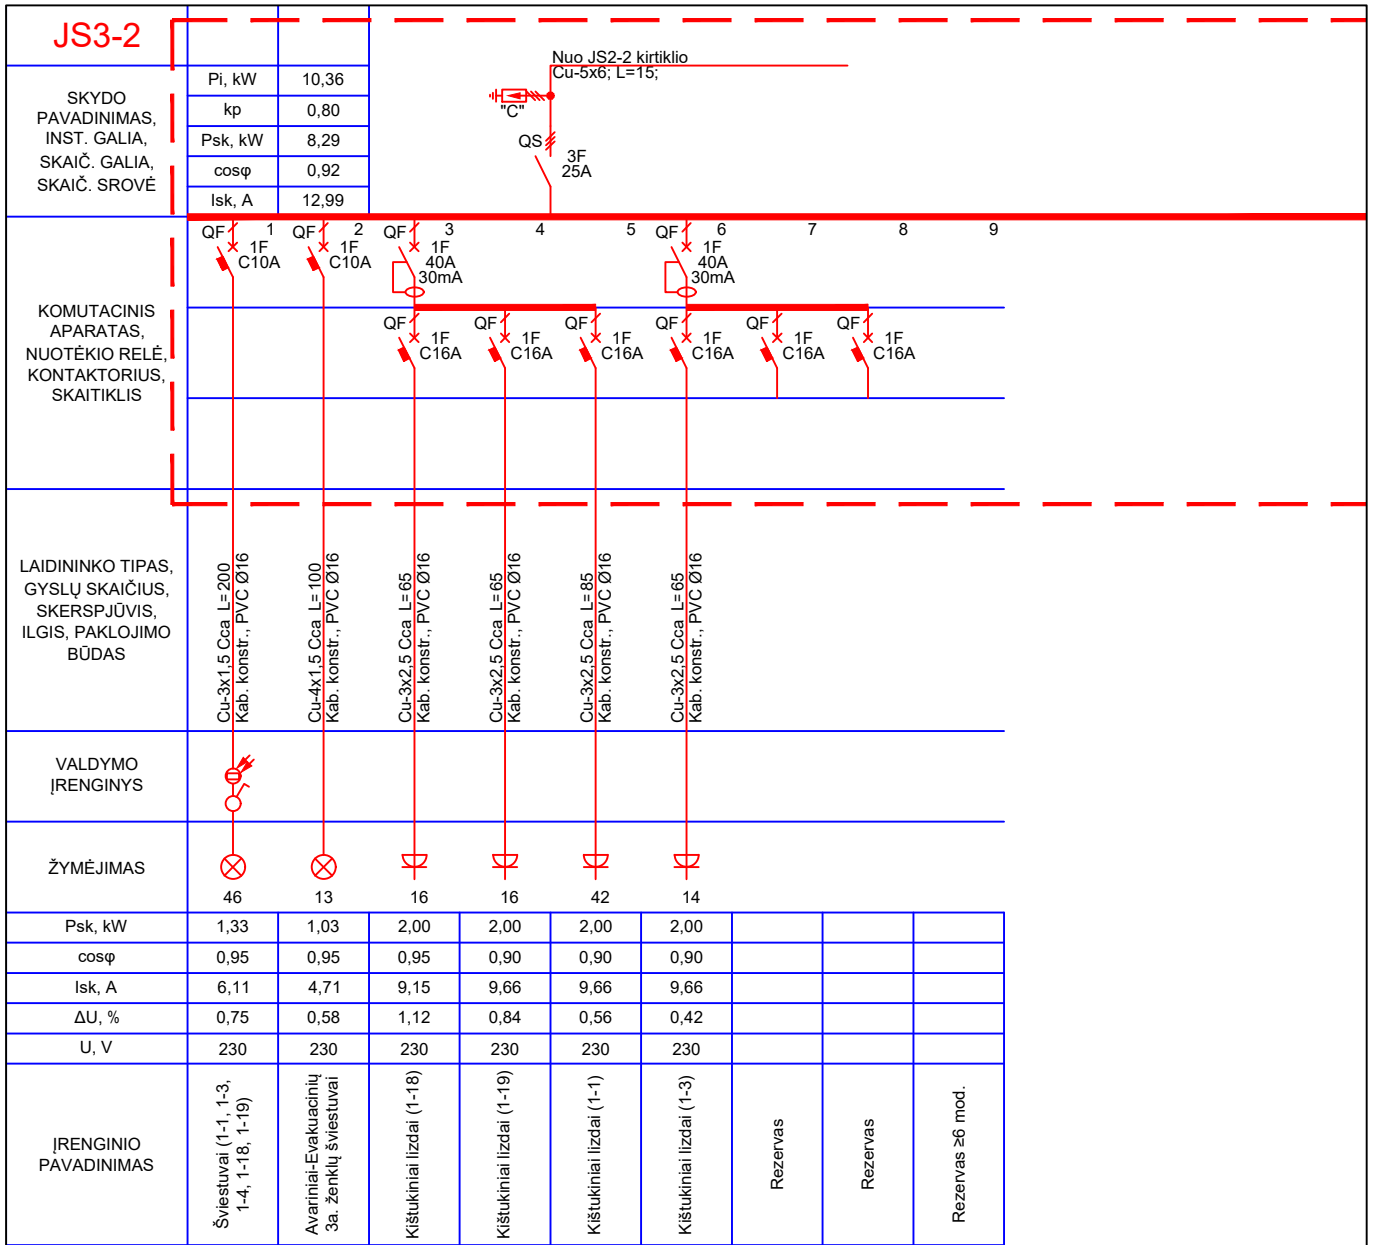 JS3-2
SKYDO
PAVADINIMAS,
INST. GALIA,
SKAIČ. GALIA,
SKAIČ. SROVĖ
Pi, kW 10,36
kp 0,80
Psk, kW 8,29
cosφ 0,92
Isk, A 12,99
Nuo JS2-2 kirtiklio
Cu-5x6; L=15;
"C"
QS
3F
25A
KOMUTACINIS
APARATAS,
NUOTĖKIO RELĖ,
KONTAKTORIUS,
SKAITIKLIS
1 2 3 4 5 6 7 8 9
QF 1F C10A
QF 1F C10A
QF 1F 40A 30mA
QF 1F 40A 30mA
QF 1F C16A
QF 1F C16A
QF 1F C16A
QF 1F C16A
QF 1F C16A
QF 1F C16A
LAIDININKO TIPAS,
GYSLŲ SKAIČIUS,
SKERSPJŪVIS,
ILGIS, PAKLOJIMO
BŪDAS
Cu-3x1,5 Cca L= 200
Kab. konstr., PVC Ø16
Cu-4x1,5 Cca L= 100
Kab. konstr., PVC Ø16
Cu-3x2,5 Cca L= 65
Kab. konstr., PVC Ø16
Cu-3x2,5 Cca L= 65
Kab. konstr., PVC Ø16
Cu-3x2,5 Cca L= 85
Kab. konstr., PVC Ø16
Cu-3x2,5 Cca L= 65
Kab. konstr., PVC Ø16
VALDYMO
ĮRENGINYS
ŽYMĖJIMAS
46 13 16 16 42 14
Psk, kW 1,33 1,03 2,00 2,00 2,00 2,00
cosφ 0,95 0,95 0,95 0,90 0,90 0,90
Isk, A 6,11 4,71 9,15 9,66 9,66 9,66
ΔU, % 0,75 0,58 1,12 0,84 0,56 0,42
U, V 230 230 230 230 230 230
ĮRENGINIO
PAVADINIMAS
Šviestuvai (1-1, 1-3,
1-4, 1-18, 1-19)
Avariniai-Evakuacinių
3a. ženklų šviestuvai
Kištukiniai lizdai (1-18)
Kištukiniai lizdai (1-19)
Kištukiniai lizdai (1-1)
Kištukiniai lizdai (1-3)
Rezervas
Rezervas
Rezervas ≥6 mod.